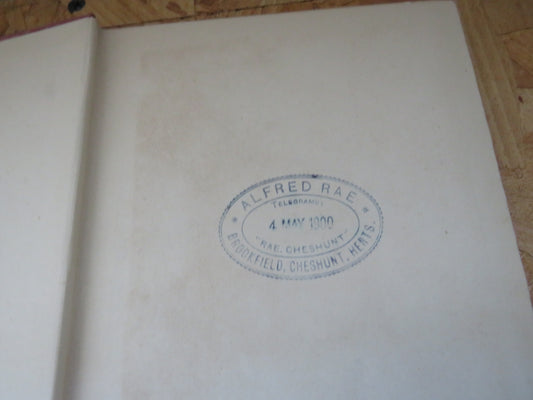 * ALFRED RAE *
TELEGRAMS:
4 MAY 1900
"RAE, CHESHUNT"
BROOKFIELD, CHESHUNT, HERTS.